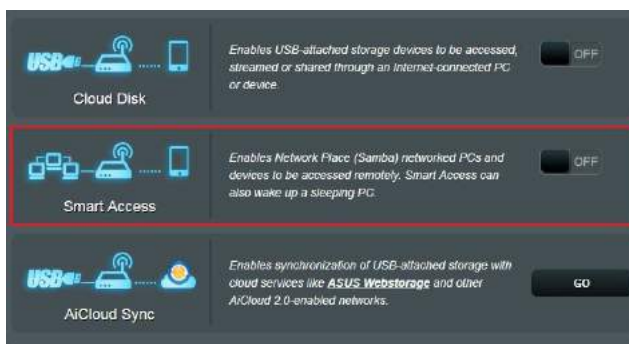 USB
Cloud Disk
Enables USB-attached storage devices to be accessed,
streamed or shared through an Internet-connected PC
or device.
OFF
Smart Access
Enables Network Place (Samba) networked PCs and
devices to be accessed remotely. Smart Access can
also wake up a sleeping PC.
OFF
USB
AiCloud Sync
Enables synchronization of USB-attached storage with
cloud services like ASUS Webstorage and other
AiCloud 2.0-enabled networks.
GO